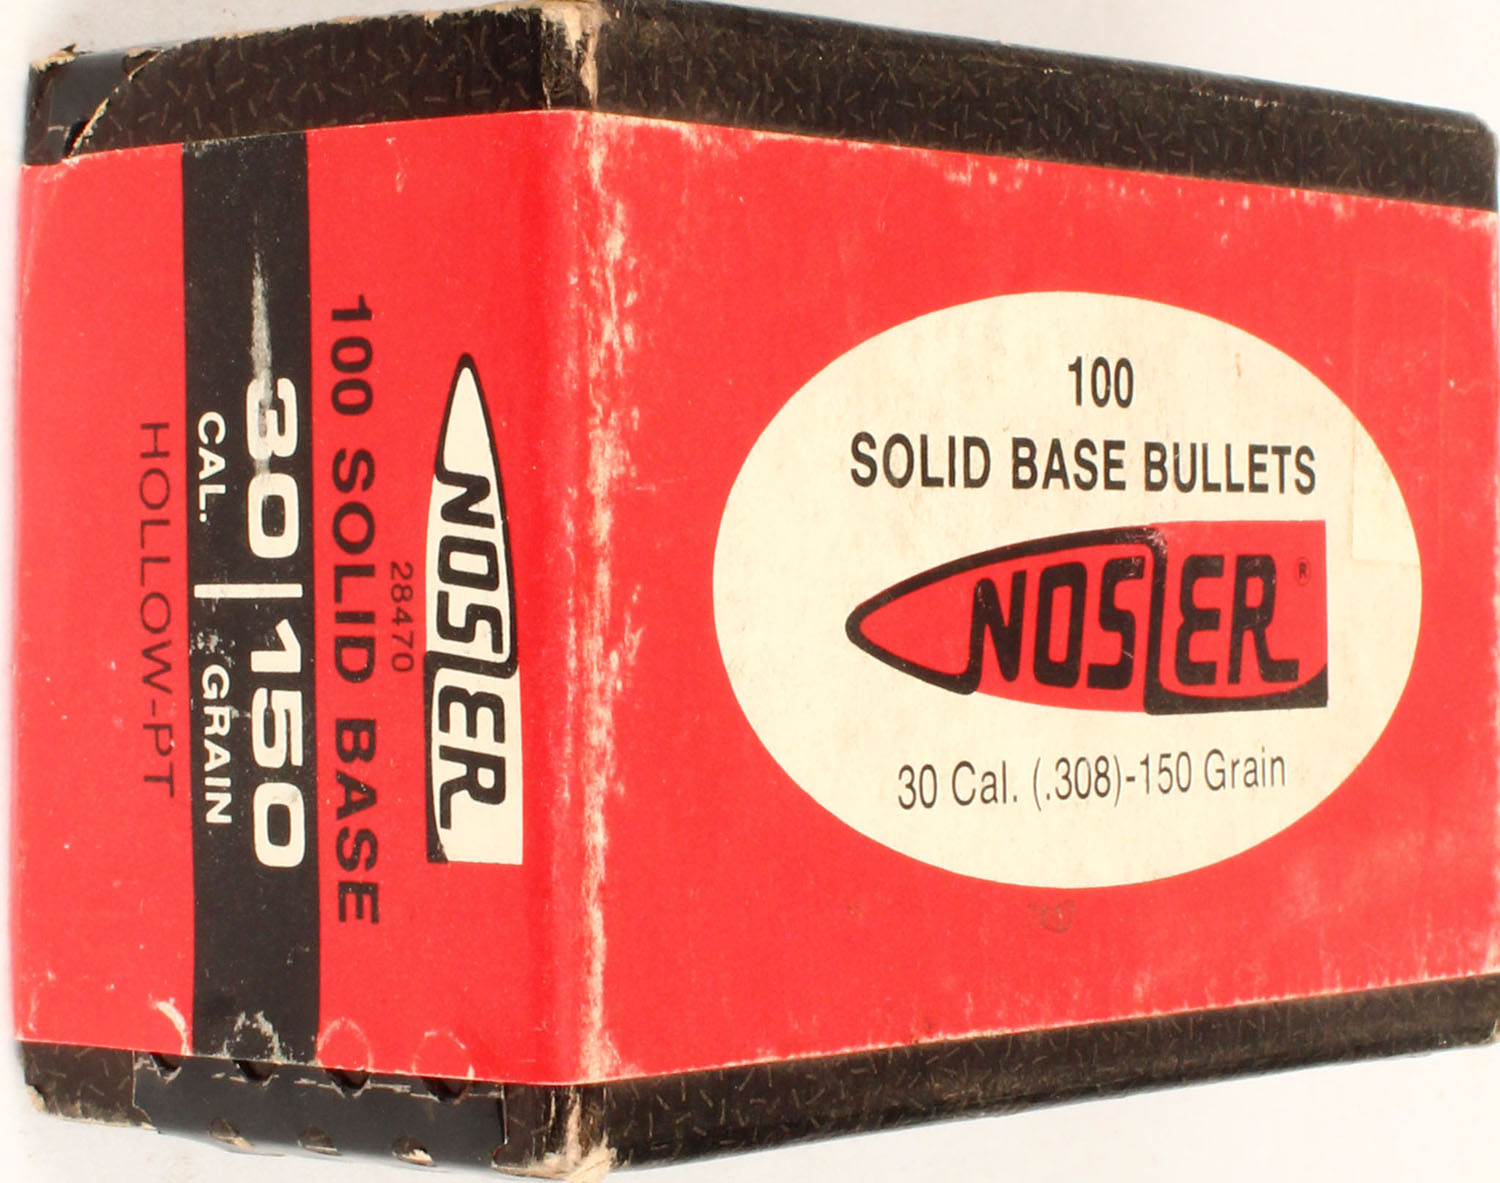 100
SOLID BASE BULLETS
NOSLER®
30 Cal. (.308)-150 Grain
NOSLER
28470
100 SOLID BASE
30 | 150
CAL. GRAIN
HOLLOW-PT